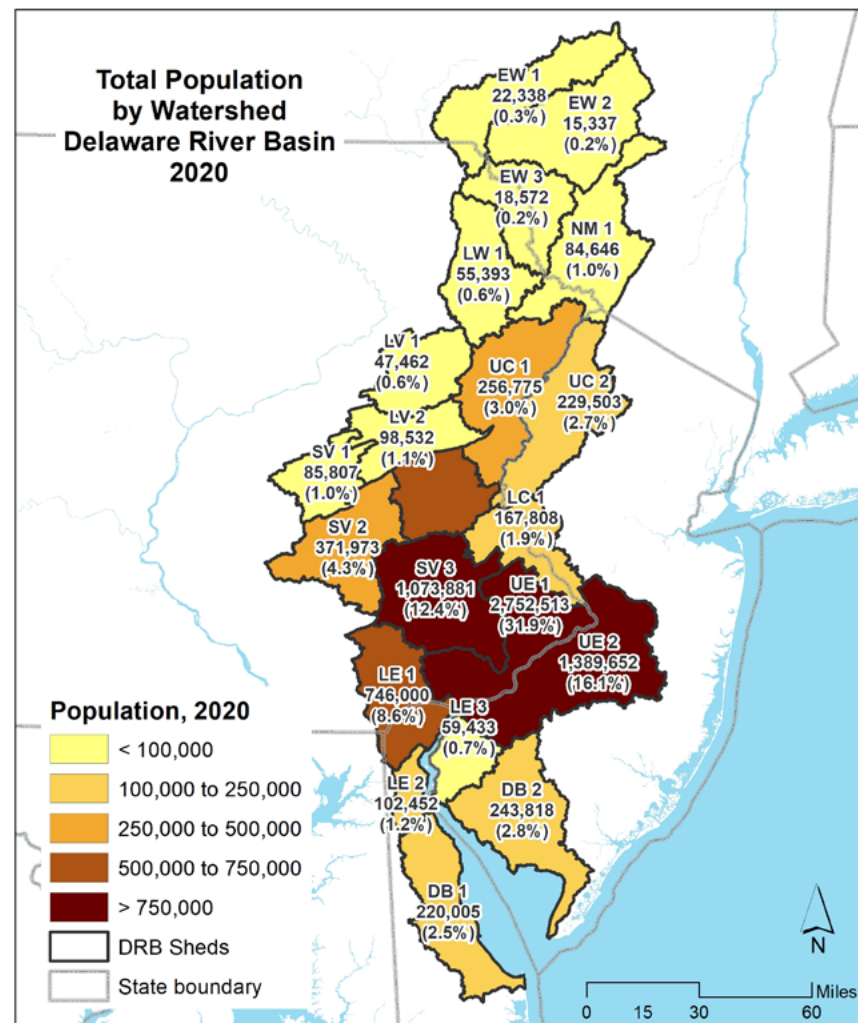 Total Population
by Watershed
Delaware River Basin
2020
EW 1
22,338
(0.3%)
EW 2
15,337
(0.2%)
EW 3
18,572
(0.2%)
NM 1
84,646
(1.0%)
LW 1
55,393
(0.6%)
LV 1
47,462
(0.6%)
UC 1
256,775
(3.0%)
UC 2
229,503
(2.7%)
LV 2
98,532
(1.1%)
SV 1
85,807
(1.0%)
LC 1
167,808
(1.9%)
SV 2
371,973
(4.3%)
SV 3
1,073,881
(12.4%)
UE 1
2,752,513
(31.9%)
UE 2
1,389,652
(16.1%)
LE 1
746,000
(8.6%)
LE 3
59,433
(0.7%)
LE 2
102,452
(1.2%)
DB 2
243,818
(2.8%)
DB 1
220,005
(2.5%)
Population, 2020
< 100,000
100,000 to 250,000
250,000 to 500,000
500,000 to 750,000
> 750,000
DRB Sheds
State boundary
N
Miles
0 15 30 60